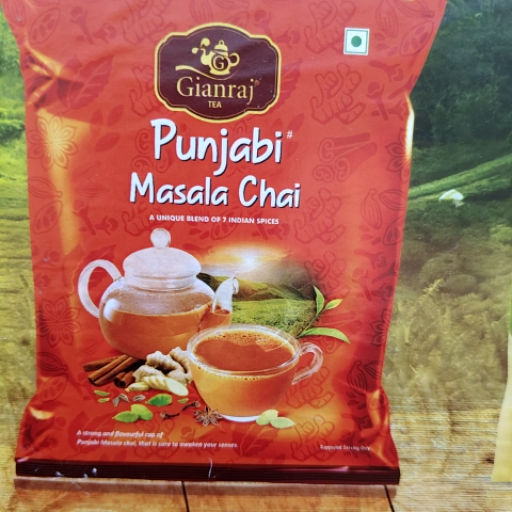 G
Gianraj
TEA
Punjabi#
Masala Chai
A UNIQUE BLEND OF 7 INDIAN SPICES
A strong and flavourful cup of
Punjabi Masala chai, that is sure to awaken your senses.